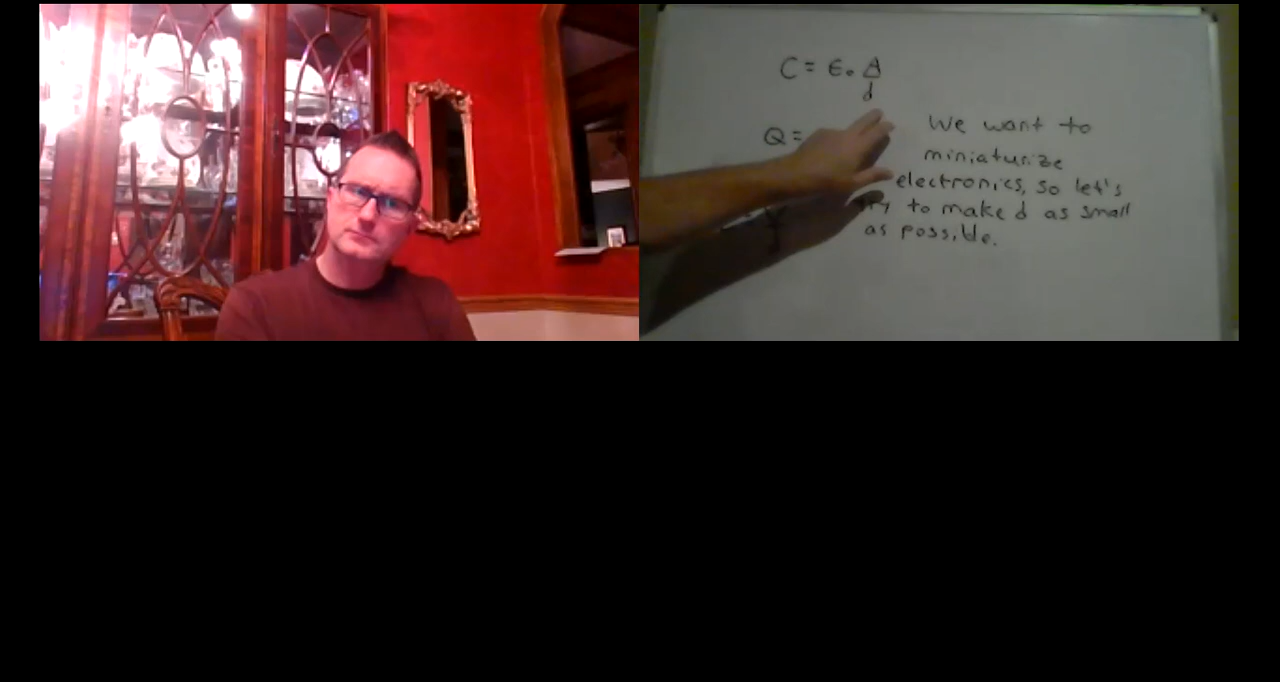 C = ε₀ A/d
Q =
We want to
miniaturize
electronics, so let's
to make d as small
as possible.